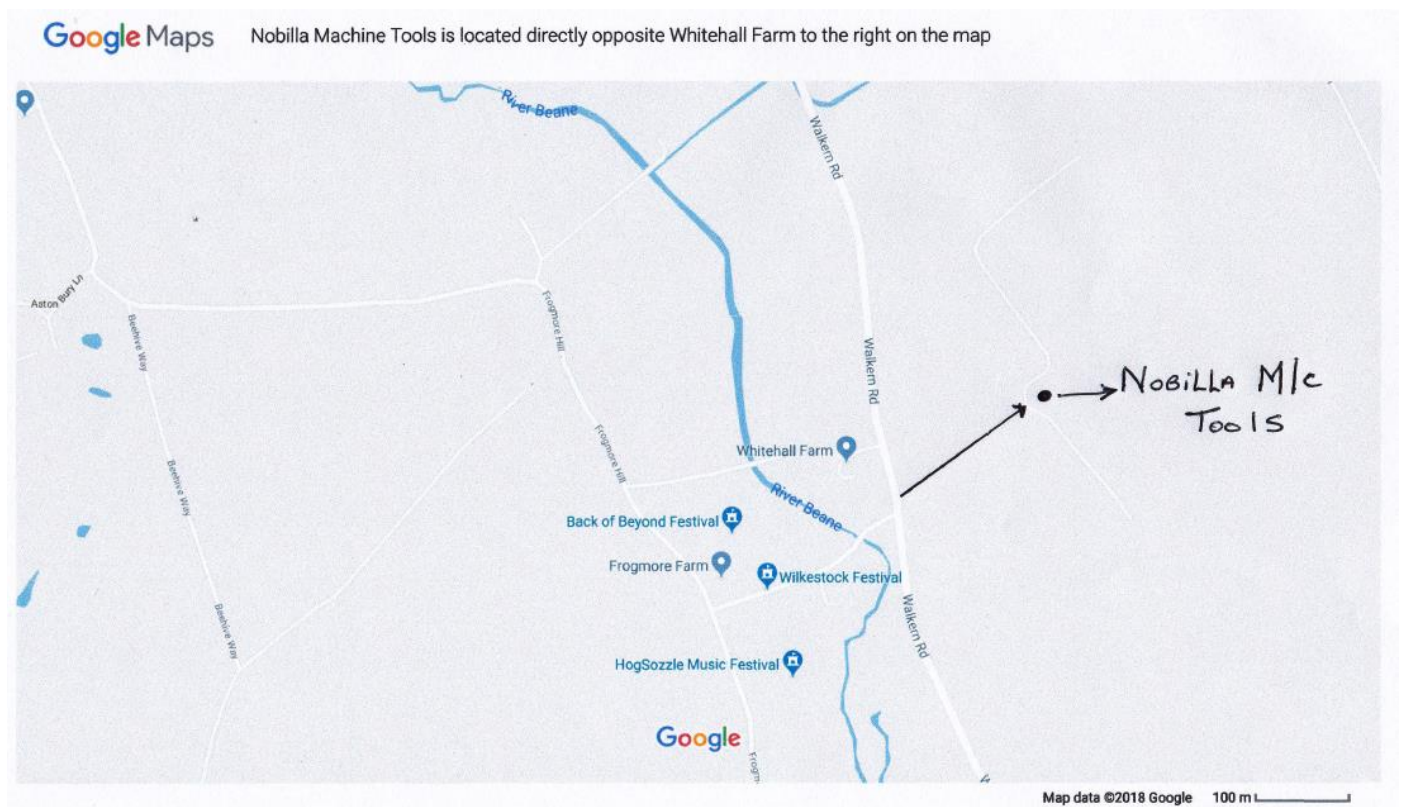 Google Maps Nobilla Machine Tools is located directly opposite Whitehall Farm to the right on the map
River Beane
Walkern Rd
Aston Bury Ln
Beehive Way
Frogmore Hill
Walkern Rd
NOBILLA M/c
TOOLS
Whitehall Farm
Frogmore Hill
Beehive Way
River Beane
Back of Beyond Festival
Frogmore Farm
Wilkestock Festival
Beehive Way
Walkern Rd
HogSozzle Music Festival
Google
Frogm
Map data ©2018 Google 100 m